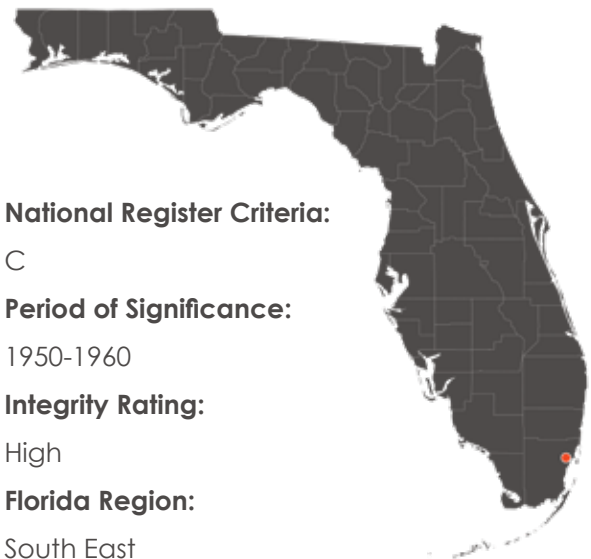 National Register Criteria:
C
Period of Significance:
1950-1960
Integrity Rating:
High
Florida Region:
South East